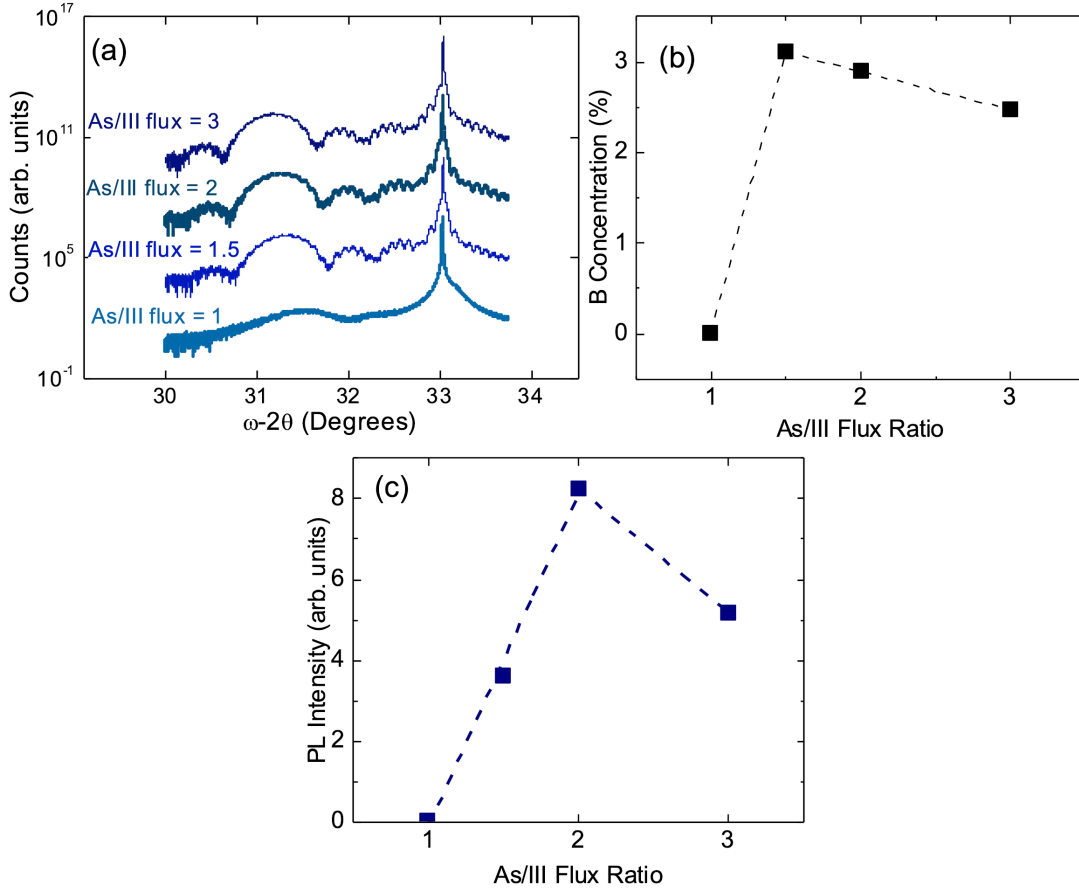 (a)
Counts (arb. units)
10^17
10^11
10^5
10^-1
As/III flux = 3
As/III flux = 2
As/III flux = 1.5
As/III flux = 1
30 31 32 33 34
ω-2θ (Degrees)
(b)
B Concentration (%)
3
2
1
0
1 2 3
As/III Flux Ratio
(c)
PL Intensity (arb. units)
8
6
4
2
0
1 2 3
As/III Flux Ratio